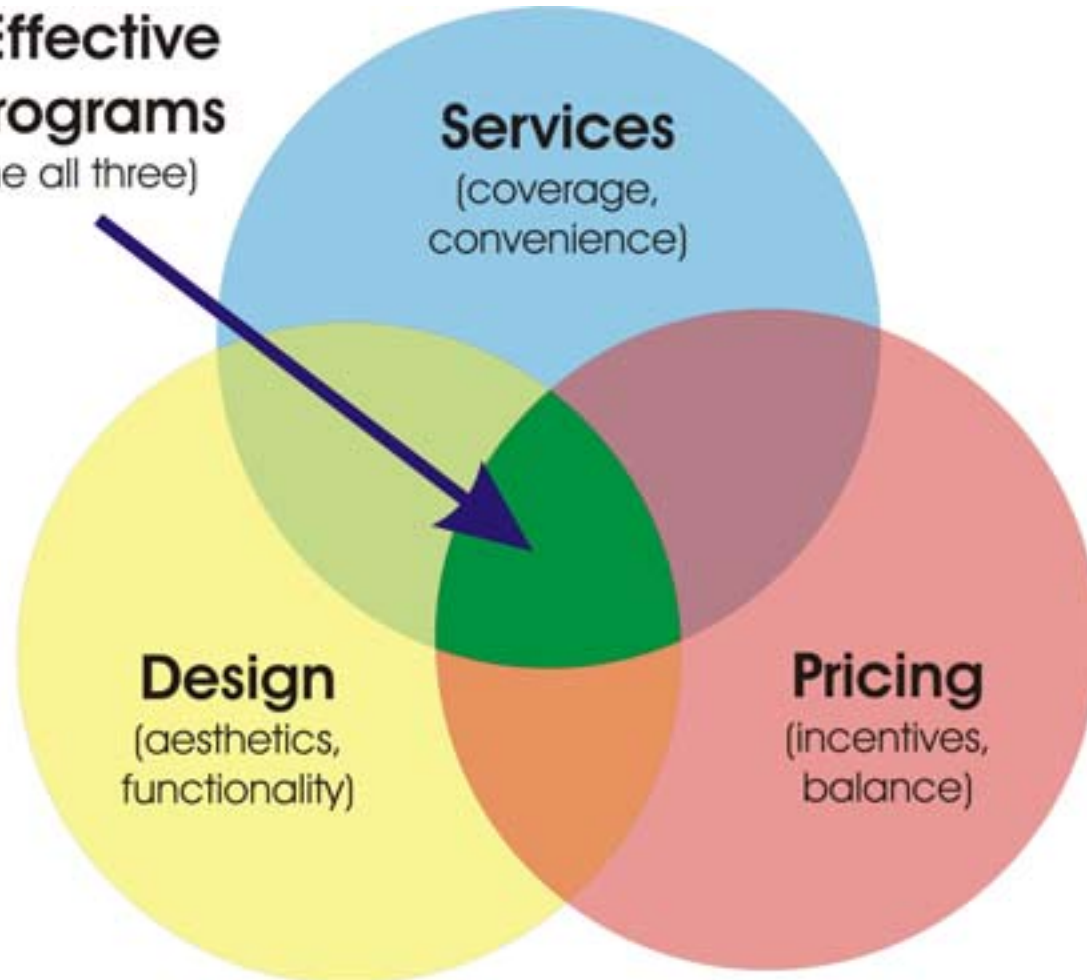 Effective
rograms
e all three)
Services
(coverage,
convenience)
Design
(aesthetics,
functionality)
Pricing
(incentives,
balance)